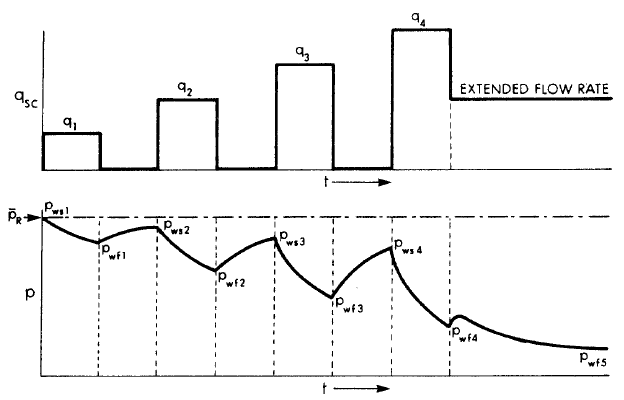 q4
q3
q2
q1
qSC
EXTENDED FLOW RATE
t
p̄R
pws1
pws2
pws3
pws4
pwf1
pwf2
pwf3
pwf4
pwf5
p
t